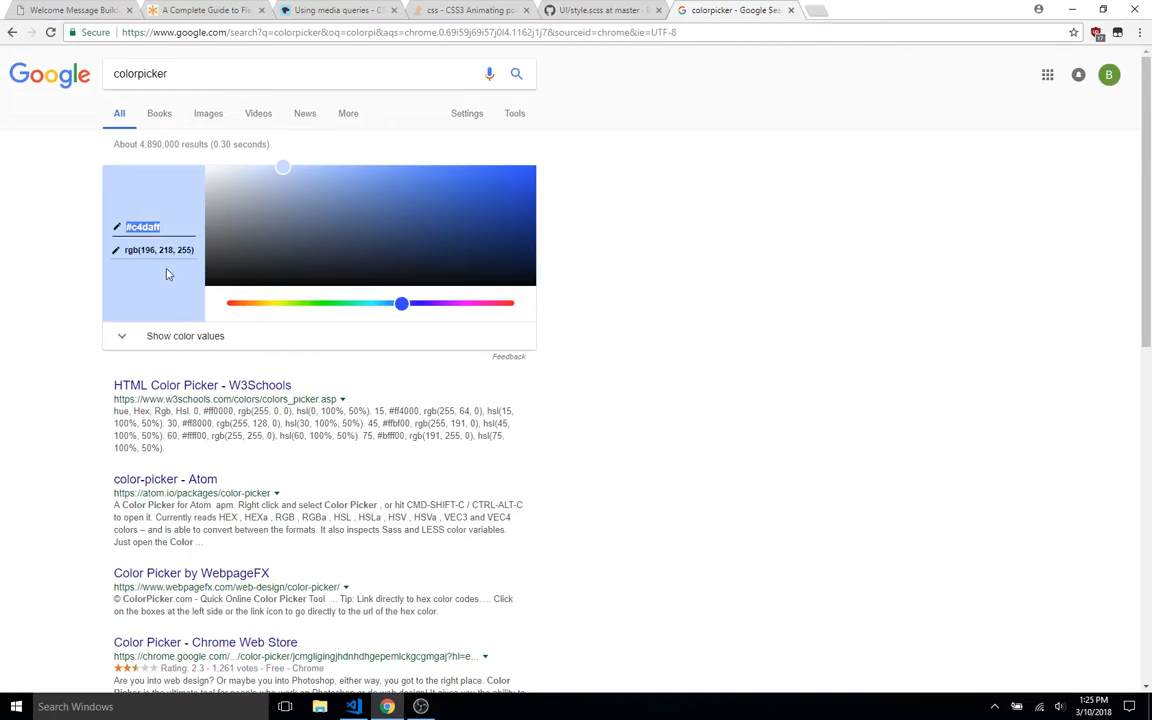 Welcome Message Build
A Complete Guide to Fle
Using media queries - CS
css - CSS3 Animating po
UI/style.scss at master · E
colorpicker - Google Sea
Secure
https://www.google.com/search?q=colorpicker&oq=colorpi&aqs=chrome.0.69i59j69i57j0l4.1162j1j7&sourceid=chrome&ie=UTF-8
17
Google
colorpicker
B
All Books Images Videos News More Settings Tools
About 4,890,000 results (0.30 seconds)
#c4daff
rgb(196, 218, 255)
Show color values
Feedback
HTML Color Picker - W3Schools
https://www.w3schools.com/colors/colors_picker.asp
hue, Hex, Rgb, Hsl. 0, #ff0000, rgb(255, 0, 0), hsl(0, 100%, 50%). 15, #ff4000, rgb(255, 64, 0), hsl(15,
100%, 50%). 30, #ff8000, rgb(255, 128, 0), hsl(30, 100%, 50%). 45, #ffbf00, rgb(255, 191, 0), hsl(45,
100%, 50%). 60, #ffff00, rgb(255, 255, 0), hsl(60, 100%, 50%). 75, #bfff00, rgb(191, 255, 0), hsl(75,
100%, 50%).
color-picker - Atom
https://atom.io/packages/color-picker
A Color Picker for Atom. apm. Right click and select Color Picker , or hit CMD-SHIFT-C / CTRL-ALT-C
to open it. Currently reads HEX , HEXa , RGB , RGBa , HSL , HSLa , HSV , HSVa , VEC3 and VEC4
colors – and is able to convert between the formats. It also inspects Sass and LESS color variables.
Just open the Color ...
Color Picker by WebpageFX
https://www.webpagefx.com/web-design/color-picker/
© ColorPicker.com - Quick Online Color Picker Tool. ... Tip: Link directly to hex color codes. ... Click
on the boxes at the left side or the link icon to go directly to the url of the hex color.
Color Picker - Chrome Web Store
https://chrome.google.com/.../color-picker/jcmgligingjhdnhdhgepemlckgcgmgaj?hl=e...
Rating: 2.3 - 1,261 votes - Free - Chrome
Are you into web design? Or maybe you into Photoshop, either way, you got to the right place. Color
Search Windows
1:25 PM
3/10/2018